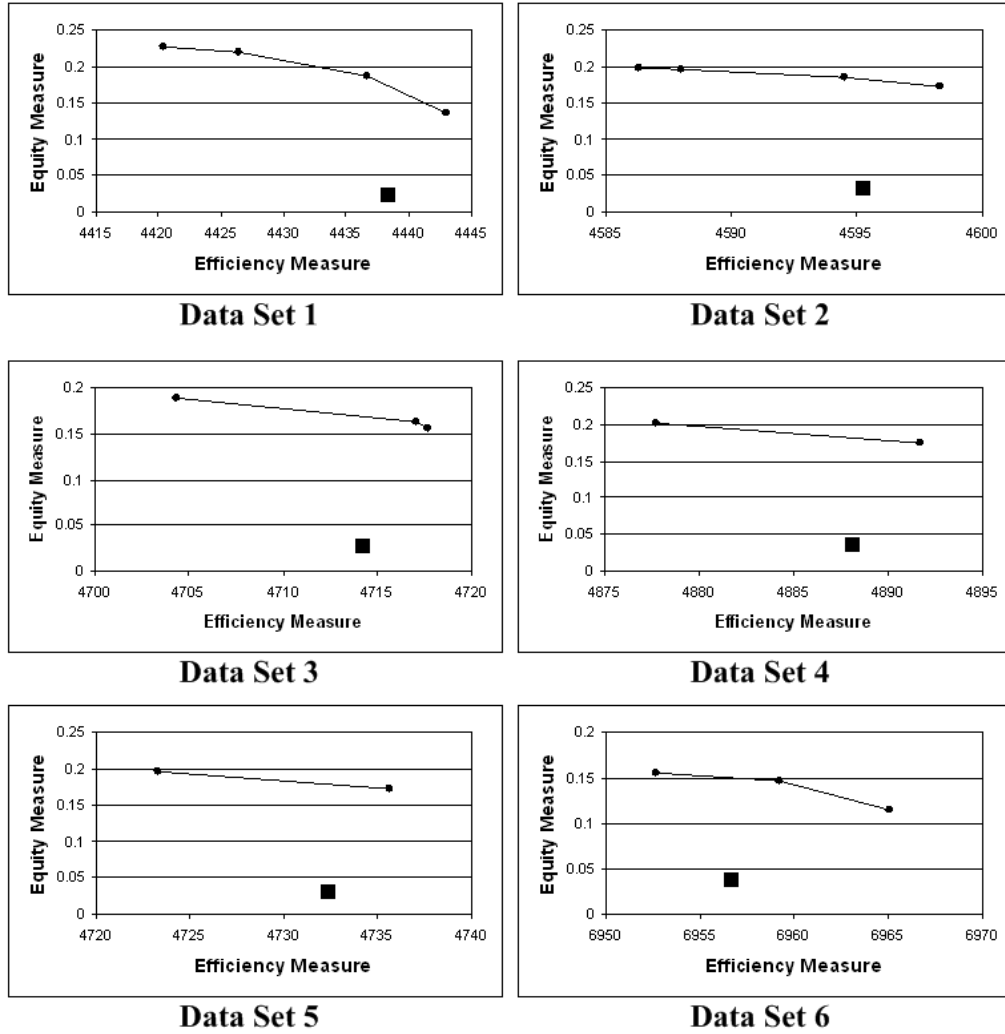 0.25
0.2
0.15
0.1
0.05
0
Equity Measure
4415 4420 4425 4430 4435 4440 4445
Efficiency Measure
Data Set 1
0.25
0.2
0.15
0.1
0.05
0
Equity Measure
4585 4590 4595 4600
Efficiency Measure
Data Set 2
0.2
0.15
0.1
0.05
0
Equity Measure
4700 4705 4710 4715 4720
Efficiency Measure
Data Set 3
0.25
0.2
0.15
0.1
0.05
0
Equity Measure
4875 4880 4885 4890 4895
Efficiency Measure
Data Set 4
0.25
0.2
0.15
0.1
0.05
0
Equity Measure
4720 4725 4730 4735 4740
Efficiency Measure
Data Set 5
0.2
0.15
0.1
0.05
0
Equity Measure
6950 6955 6960 6965 6970
Efficiency Measure
Data Set 6